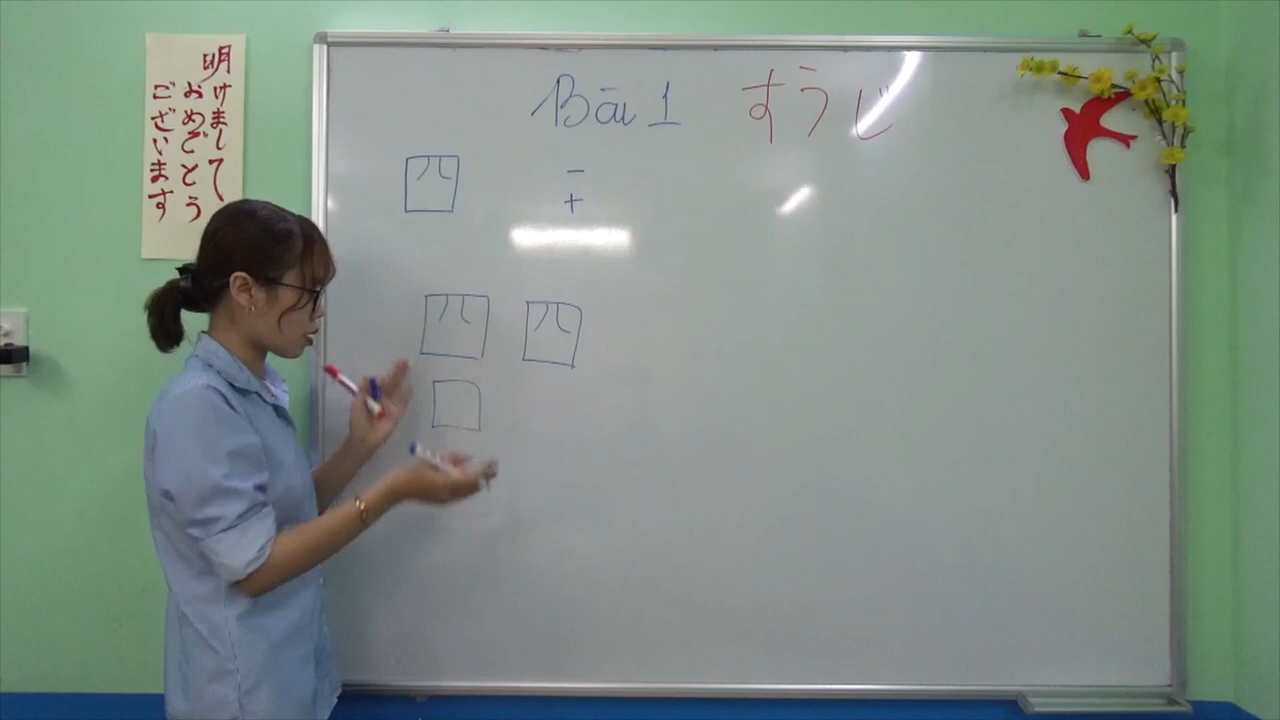 明けまして
おめでとう
ございます
Bài 1 すうじ
四 一
十
四 四